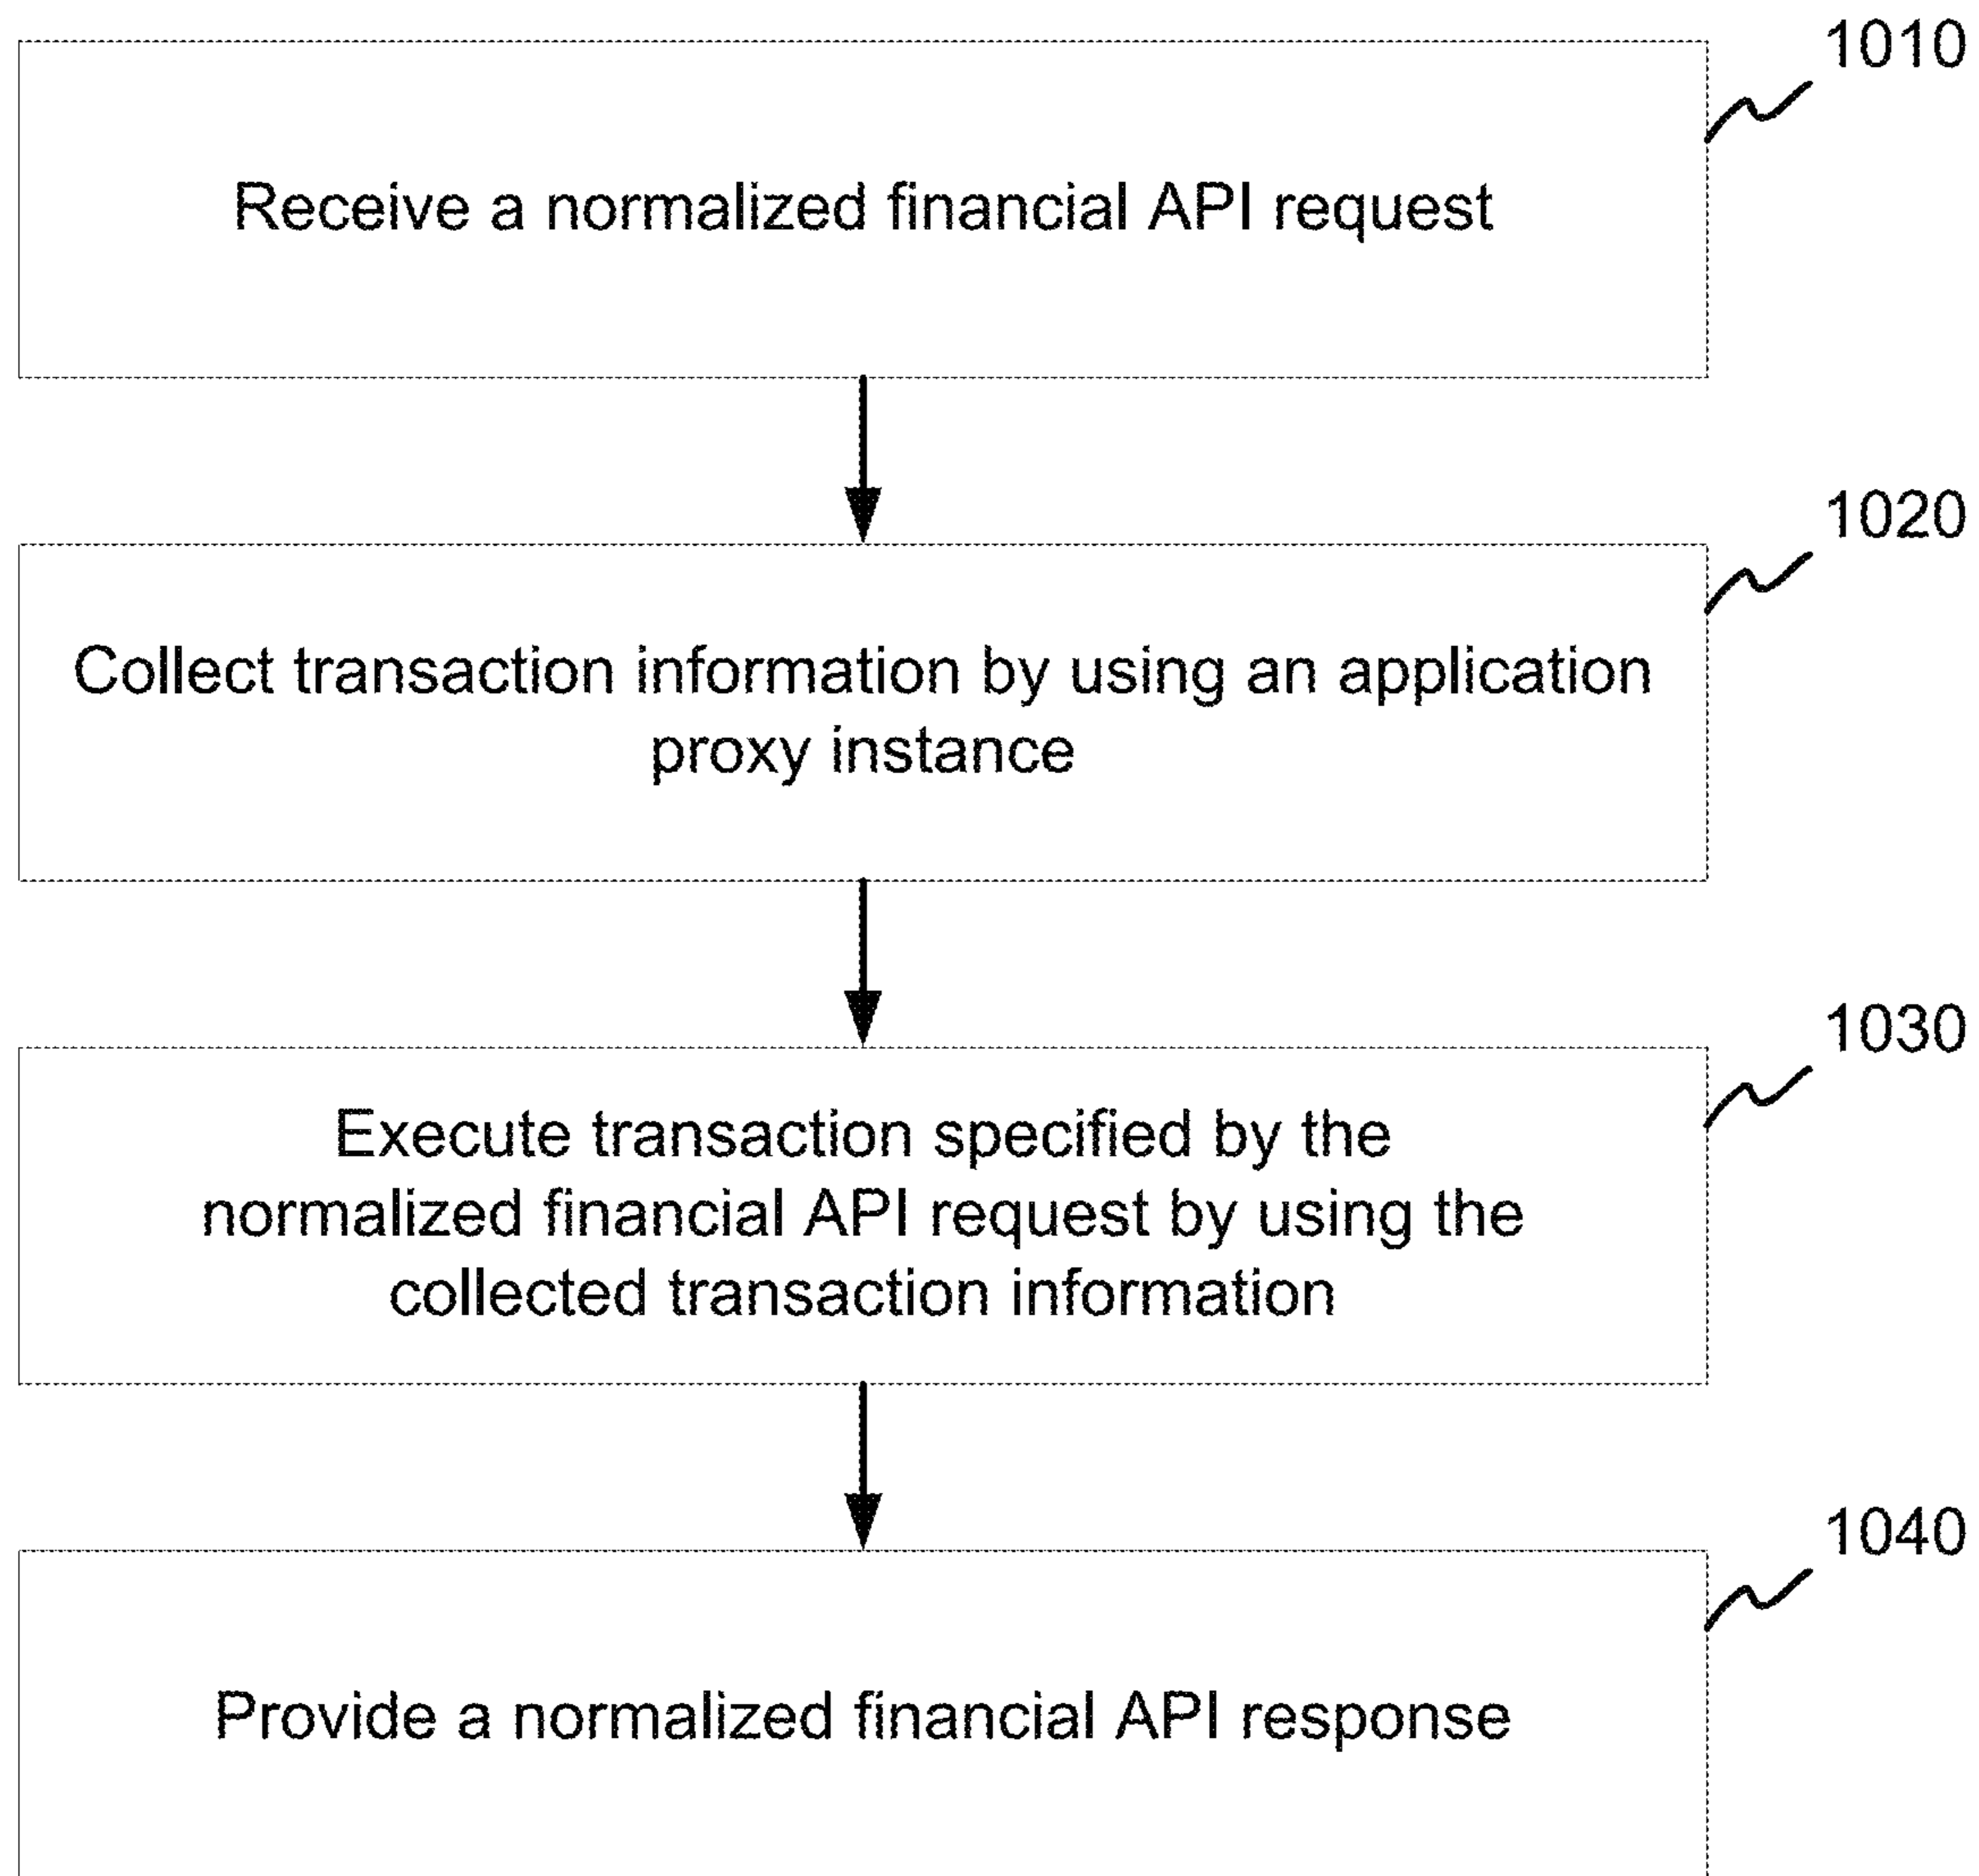 1010
Receive a normalized financial API request
1020
Collect transaction information by using an application
proxy instance
1030
Execute transaction specified by the
normalized financial API request by using the
collected transaction information
1040
Provide a normalized financial API response